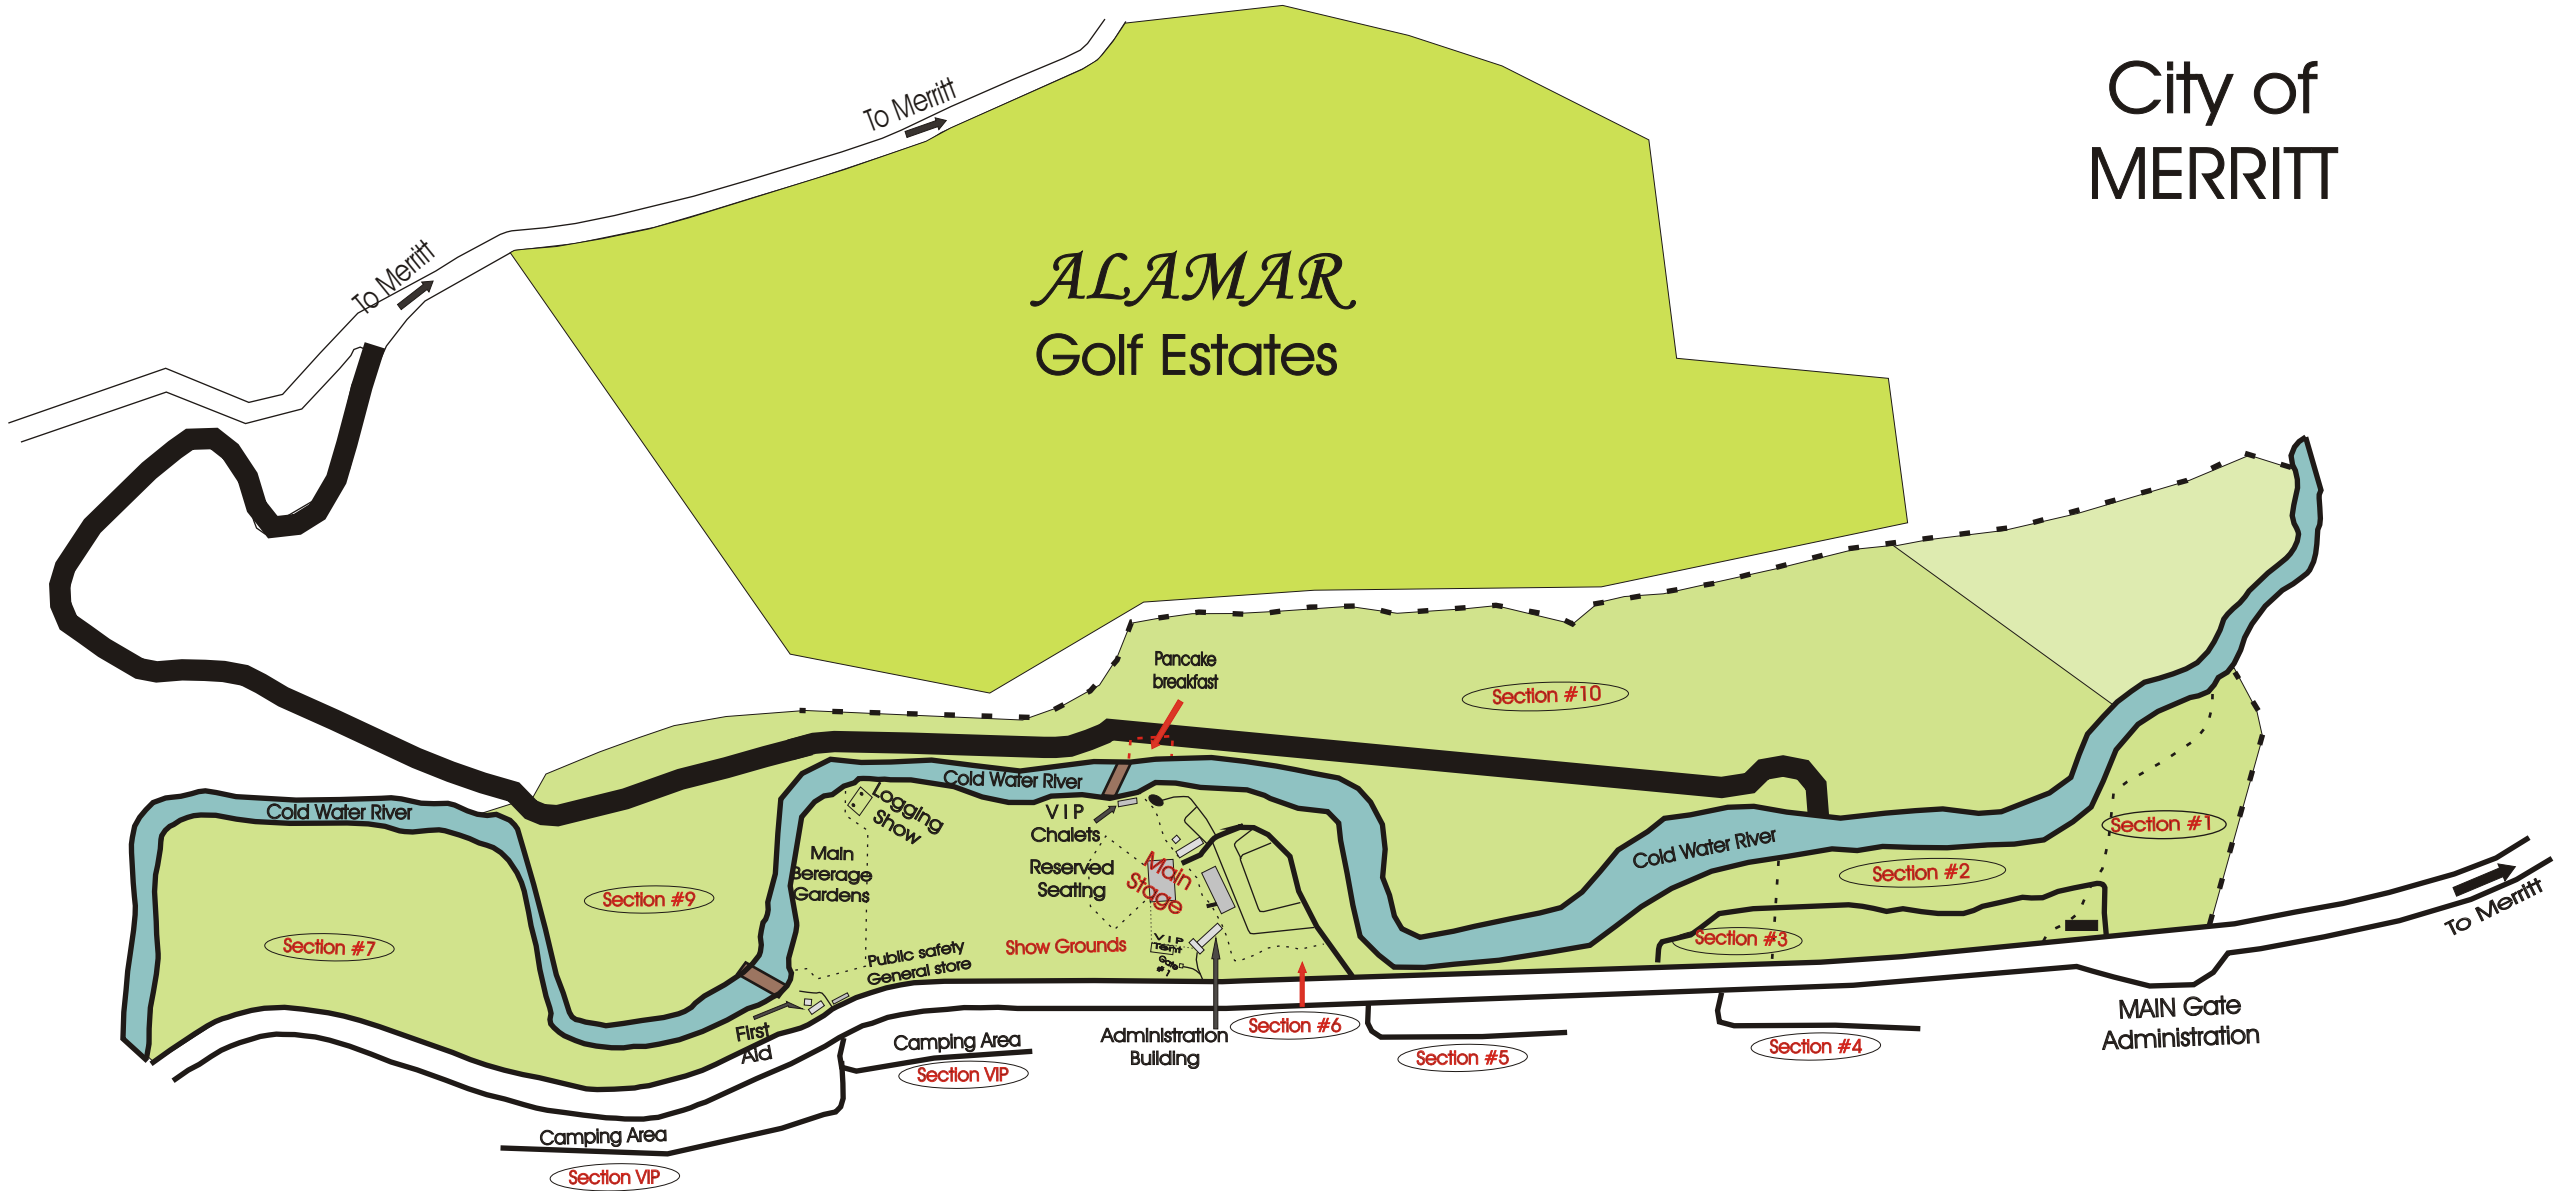 City of
MERRITT
To Merritt
To Merritt
ALAMAR
Golf Estates
Pancake
breakfast
Section #10
Cold Water River
Cold Water River
Logging
Show
VIP
Chalets
Main
Stage
Reserved
Seating
Main
Bererage
Gardens
Cold Water River
Section #1
Section #2
Section #3
Section #9
Section #7
Show Grounds
VIP
Tent
Gate
#1
Public safety
General store
First
Aid
To Merritt
MAIN Gate
Administration
Administration
Building
Section #6
Section #5
Section #4
Camping Area
Section VIP
Camping Area
Section VIP